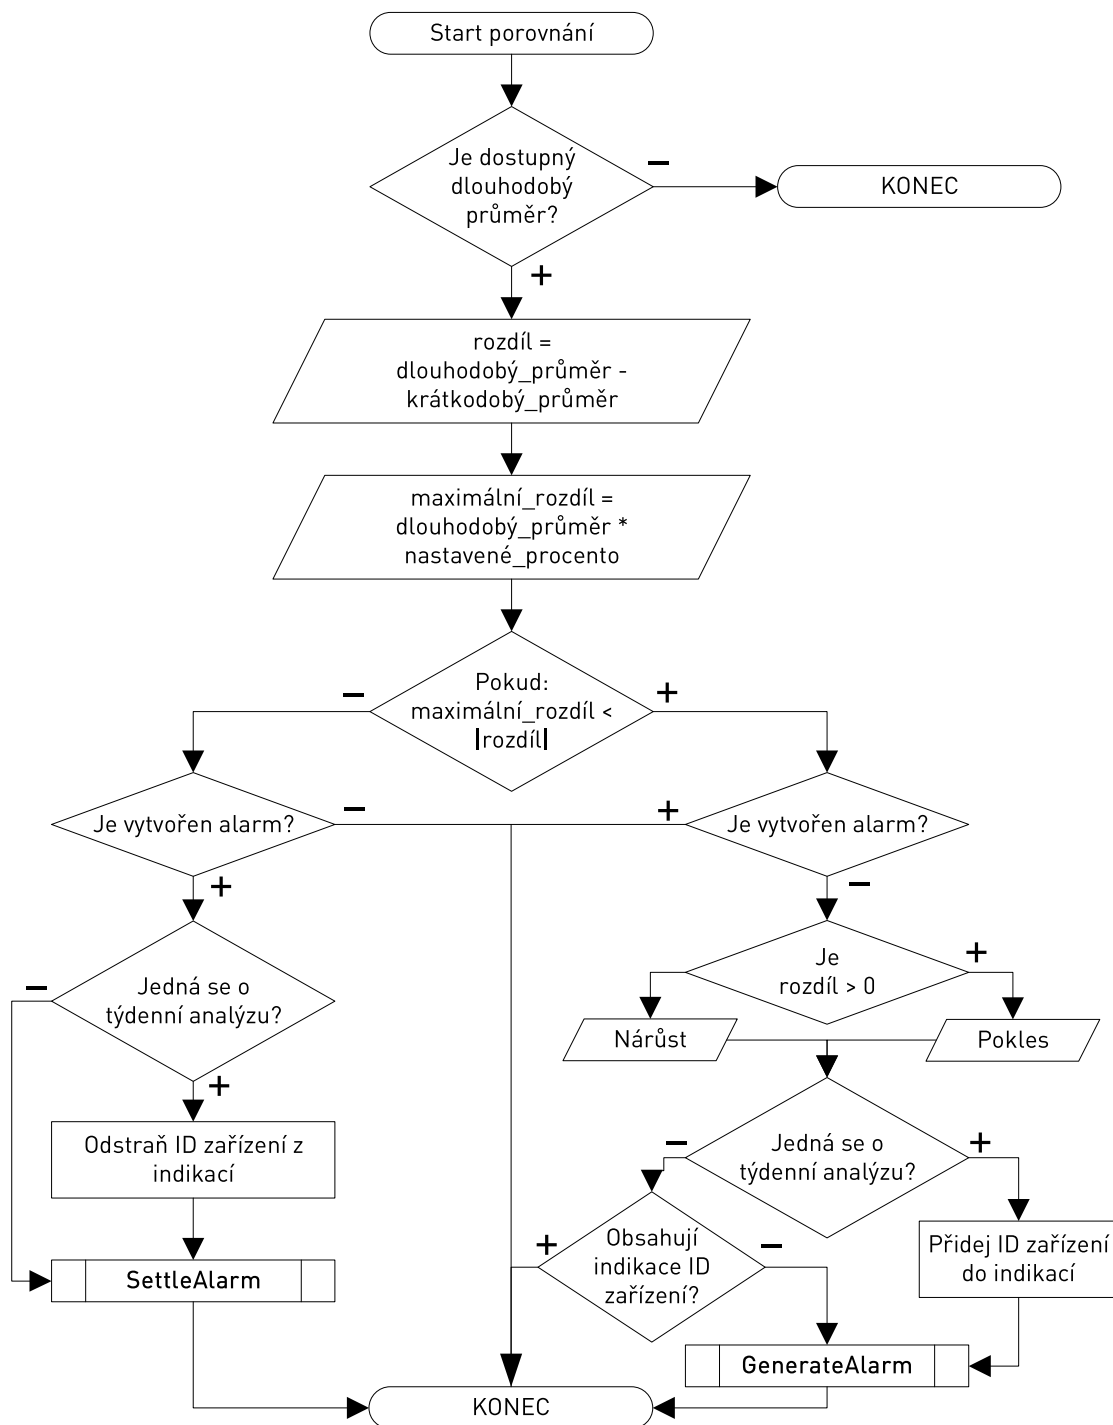 Start porovnání
Je dostupný
dlouhodobý
průměr?
–
KONEC
+
rozdíl =
dlouhodobý_průměr -
krátkodobý_průměr
maximální_rozdíl =
dlouhodobý_průměr *
nastavené_procento
–
Pokud:
maximální_rozdíl <
|rozdíl|
+
Je vytvořen alarm?
–
+
Je vytvořen alarm?
+
–
Jedná se o
týdenní analýzu?
–
+
Je
rozdíl > 0
+
Nárůst
Pokles
Odstraň ID zařízení z
indikací
–
Jedná se o
týdenní analýzu?
+
+
Obsahují
indikace ID
zařízení?
–
Přidej ID zařízení
do indikací
SettleAlarm
GenerateAlarm
KONEC